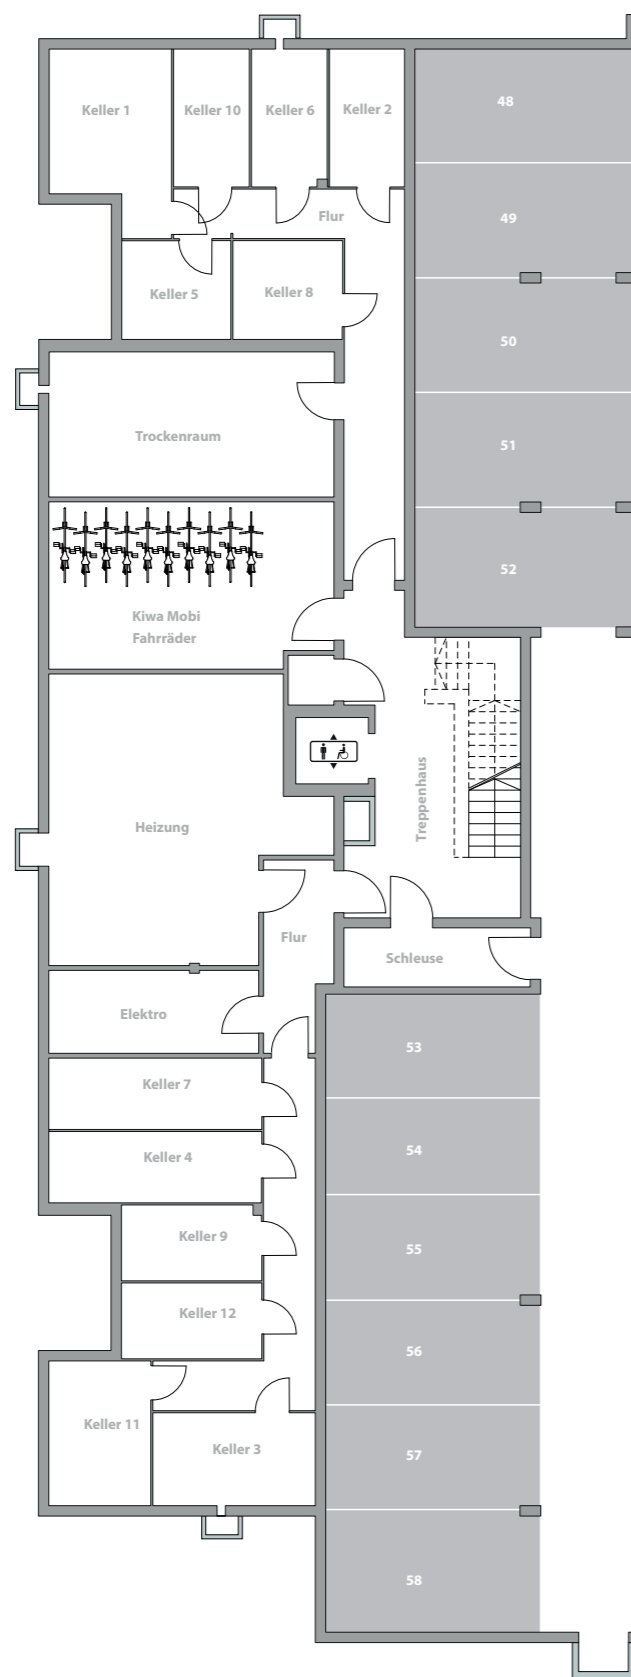 Keller 1
Keller 10
Keller 6
Keller 2
48
Flur
49
Keller 5
Keller 8
50
Trockenraum
51
52
Kiwa Mobi
Fahrräder
Treppenhaus
Heizung
Flur
Schleuse
Elektro
53
Keller 7
54
Keller 4
Keller 9
55
Keller 12
56
Keller 11
Keller 3
57
58